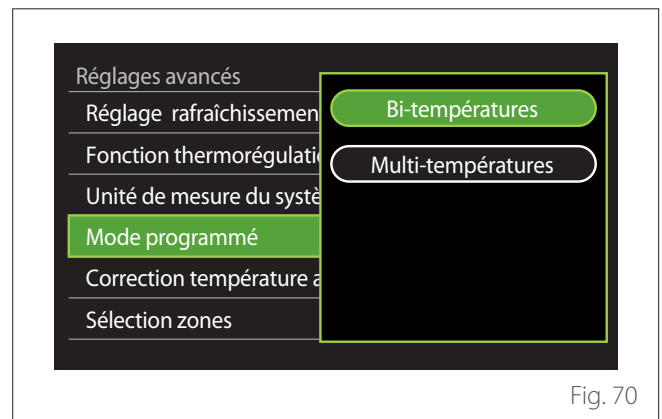 Réglages avancés
Réglage rafraîchissemen
Fonction thermorégulati
Unité de mesure du systè
Mode programmé
Correction température a
Sélection zones
Bi-températures
Multi-températures
Fig. 70